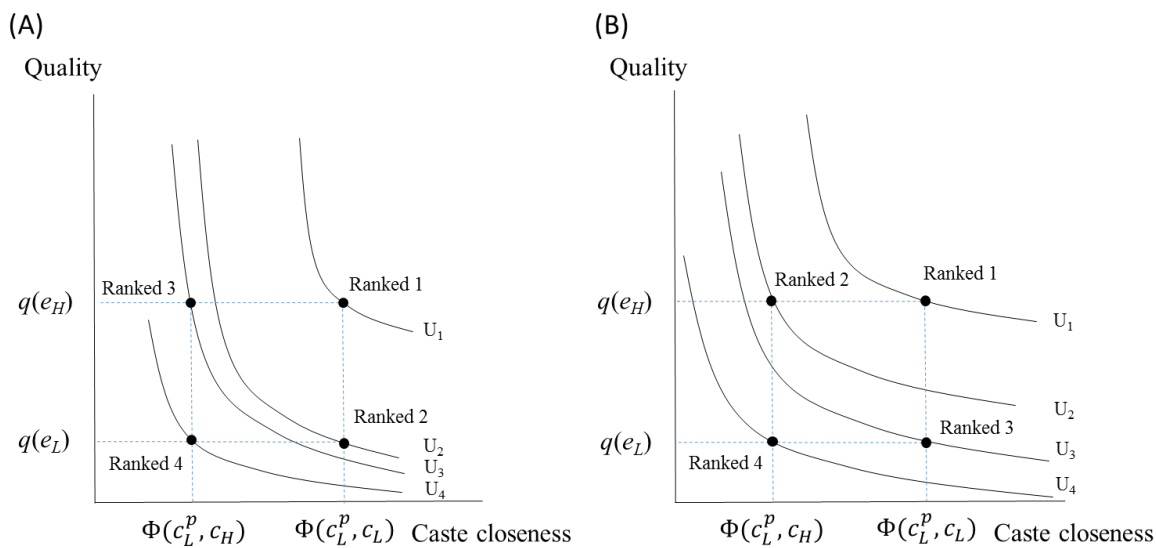 (A)
Quality
Ranked 3
Ranked 1
q(e_H)
U₁
Ranked 2
q(e_L)
U₂
Ranked 4
U₃
U₄
Φ(c_L^p, c_H)
Φ(c_L^p, c_L)
Caste closeness
(B)
Quality
Ranked 2
Ranked 1
q(e_H)
U₁
U₂
Ranked 3
q(e_L)
Ranked 4
U₃
U₄
Φ(c_L^p, c_H)
Φ(c_L^p, c_L)
Caste closeness